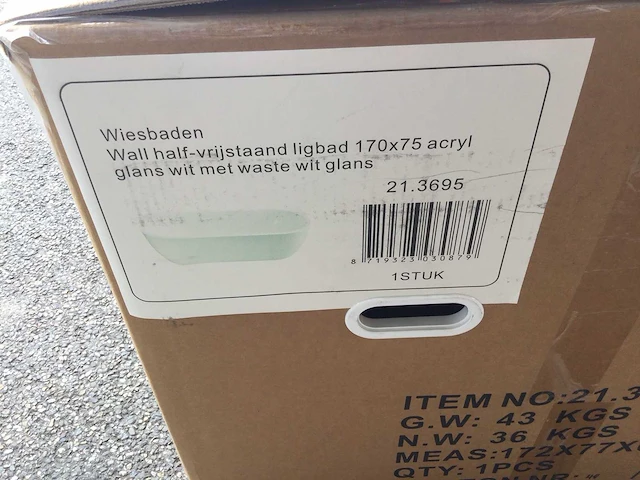 Wiesbaden
Wall half-vrijstaand ligbad 170x75 acryl
glans wit met waste wit glans
21.3695
8 719323 030879
1STUK
ITEM NO:21.3
G.W: 43 KGS
N.W: 36 KGS
MEAS:172X77X
QTY: 1PCS